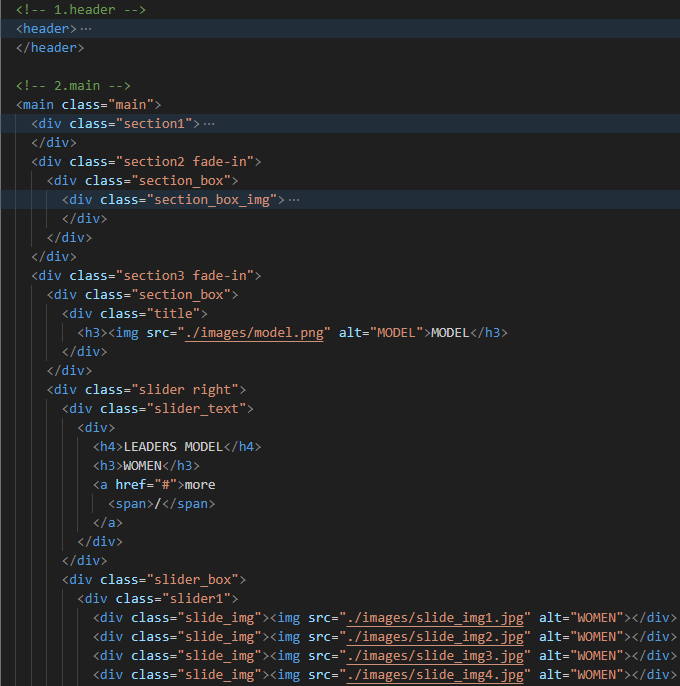 <!-- 1.header -->
<header>⋯
</header>
<!-- 2.main -->
<main class="main">
<div class="section1">⋯
</div>
<div class="section2 fade-in">
<div class="section_box">
<div class="section_box_img">⋯
</div>
</div>
</div>
<div class="section3 fade-in">
<div class="section_box">
<div class="title">
<h3><img src="./images/model.png" alt="MODEL">MODEL</h3>
</div>
</div>
<div class="slider right">
<div class="slider_text">
<div>
<h4>LEADERS MODEL</h4>
<h3>WOMEN</h3>
<a href="#">more
<span>/</span>
</a>
</div>
</div>
<div class="slider_box">
<div class="slider1">
<div class="slide_img"><img src="./images/slide_img1.jpg" alt="WOMEN"></div>
<div class="slide_img"><img src="./images/slide_img2.jpg" alt="WOMEN"></div>
<div class="slide_img"><img src="./images/slide_img3.jpg" alt="WOMEN"></div>
<div class="slide_img"><img src="./images/slide_img4.jpg" alt="WOMEN"></div>